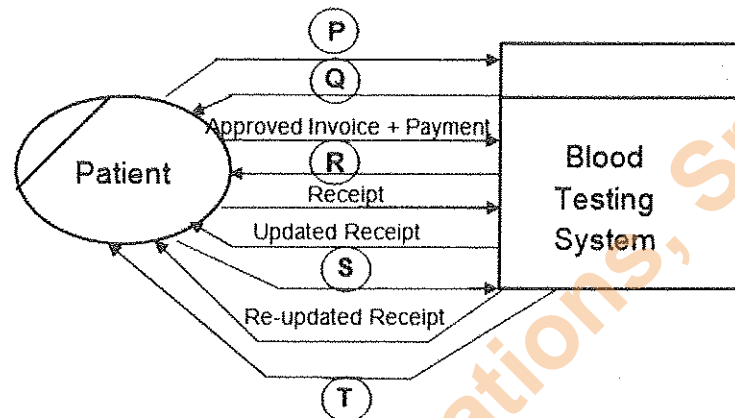 P
Q
Approved Invoice + Payment
R
Receipt
Updated Receipt
S
Re-updated Receipt
T
Patient
Blood
Testing
System